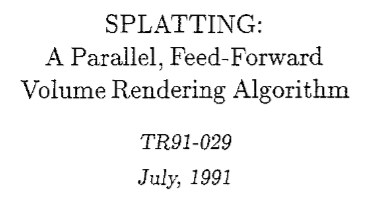 SPLATTING:
A Parallel, Feed-Forward
Volume Rendering Algorithm
TR91-029
July, 1991